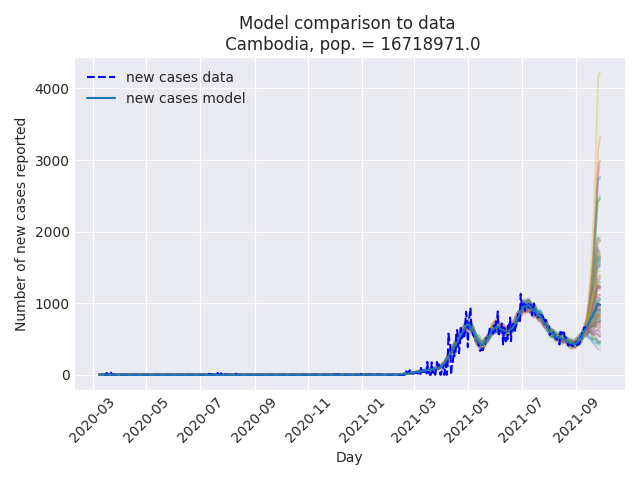 Model comparison to data
Cambodia, pop. = 16718971.0
new cases data
new cases model
Number of new cases reported
4000
3000
2000
1000
0
2020-03
2020-05
2020-07
2020-09
2020-11
2021-01
2021-03
2021-05
2021-07
2021-09
Day